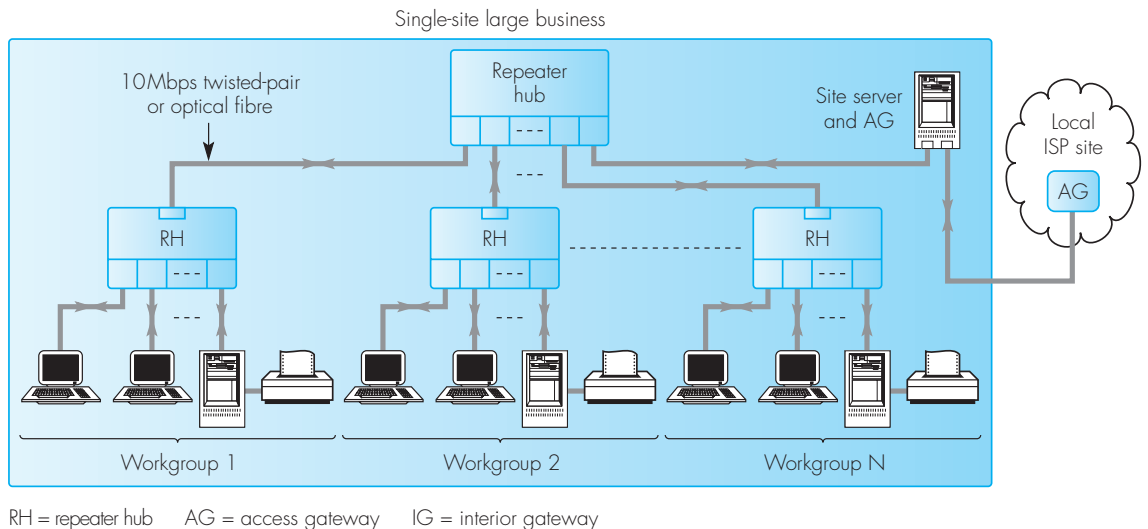 Single-site large business
10Mbps twisted-pair
or optical fibre
Repeater
hub
Site server
and AG
Local
ISP site
AG
RH
RH
RH
Workgroup 1
Workgroup 2
Workgroup N
RH = repeater hub AG = access gateway IG = interior gateway